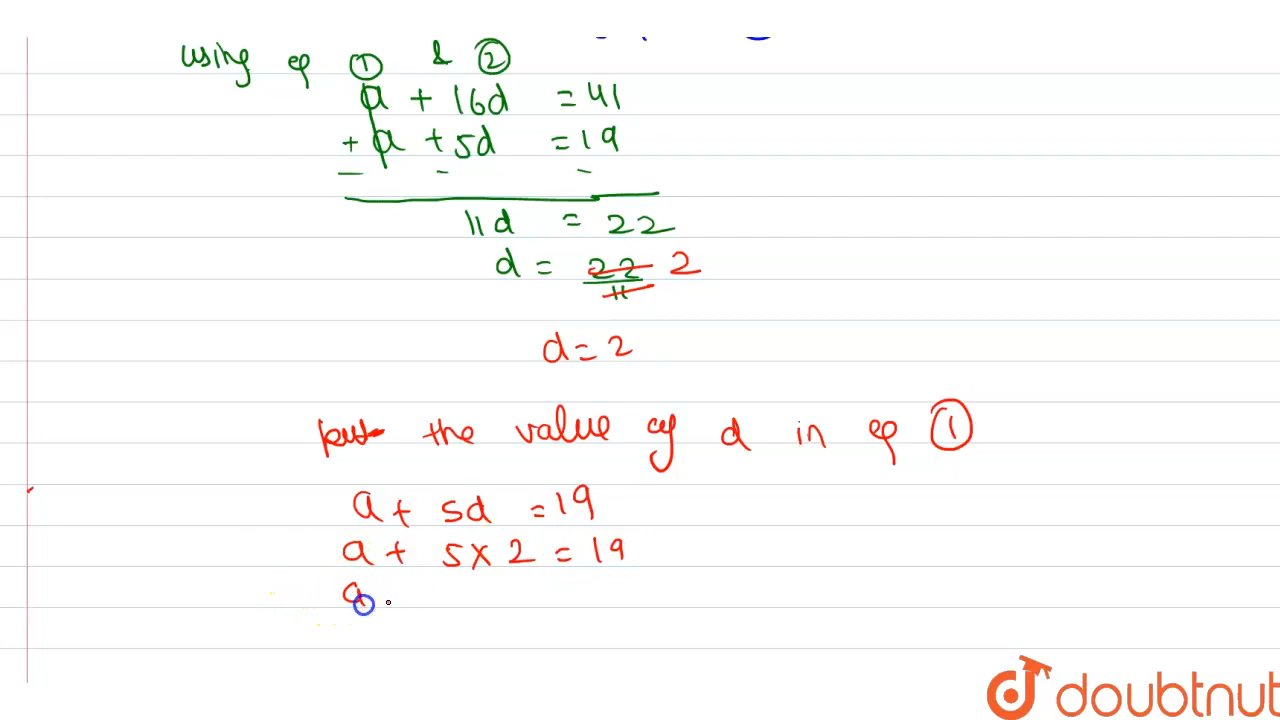 using eq ① & ②
a + 16d = 41
+ a + 5d = 19
- - -
11d = 22
d = 22/11 2
d = 2
put the value of d in eq ①
a + 5d = 19
a + 5 × 2 = 19
a
doubtnut